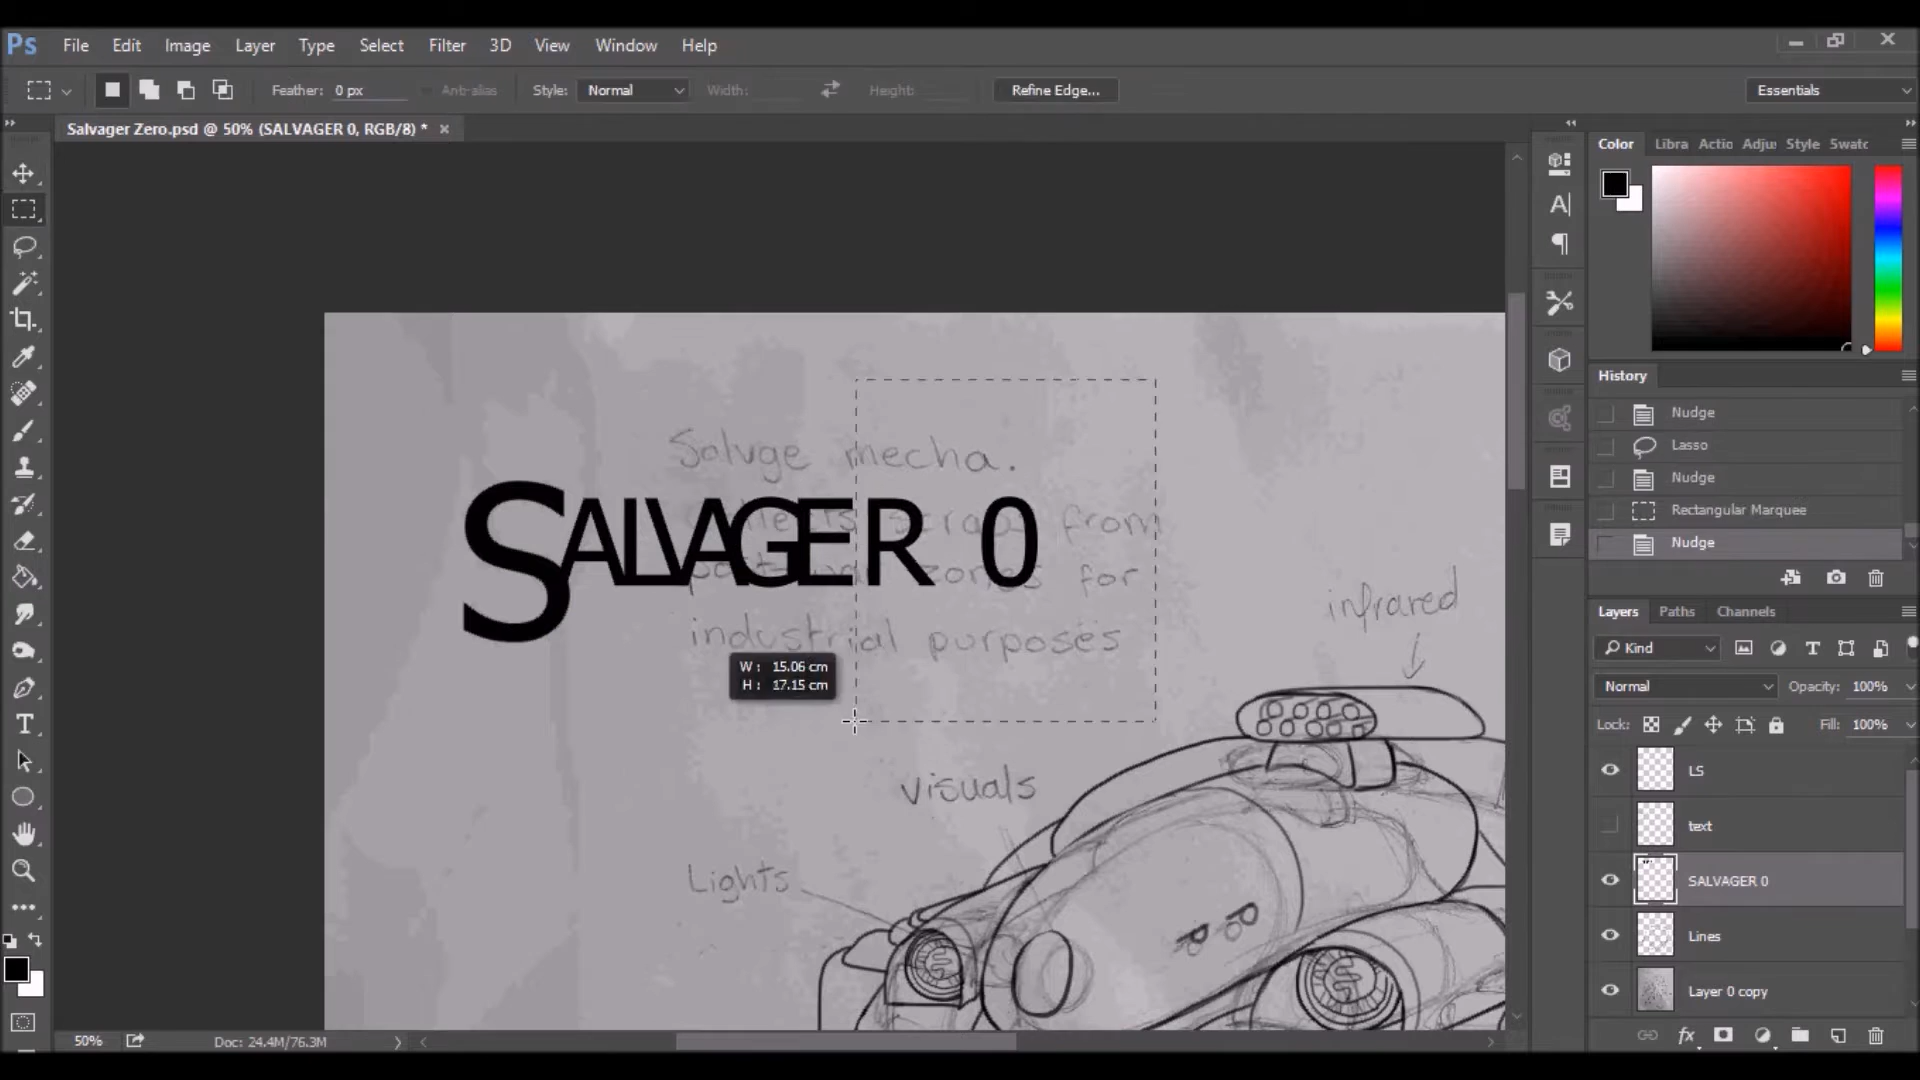 Ps File Edit Image Layer Type Select Filter 3D View Window Help
Feather: 0 px Anti-alias Style: Normal Width: Height: Refine Edge... Essentials
Salvager Zero.psd @ 50% (SALVAGER 0, RGB/8) *
Color Libra Actio Adju Style Swatc
History
Nudge
Lasso
Nudge
Rectangular Marquee
Nudge
Layers Paths Channels
Kind
Normal Opacity: 100%
Lock: Fill: 100%
LS
text
SALVAGER 0
Lines
Layer 0 copy
Salvge mecha.
SALVAGER 0
scraps from
zones for
industrial purposes
W: 15.06 cm
H: 17.15 cm
infrared
visuals
Lights
50% Doc: 24.4M/76.3M